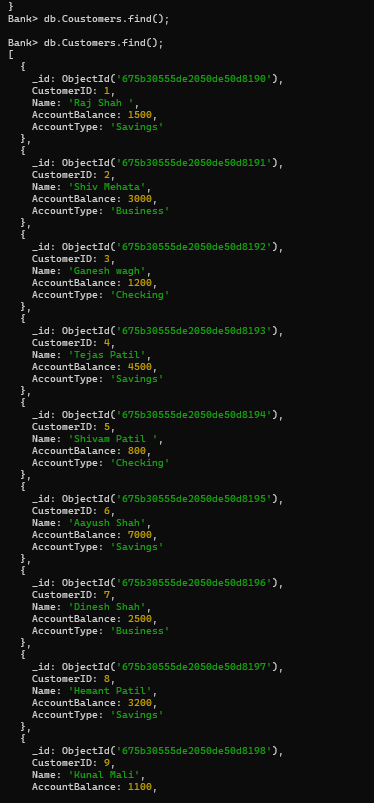 }
Bank> db.Coustomers.find();
Bank> db.Customers.find();
[
  {
    _id: ObjectId('675b30555de2050de50d8190'),
    CustomerID: 1,
    Name: 'Raj Shah ',
    AccountBalance: 1500,
    AccountType: 'Savings'
  },
  {
    _id: ObjectId('675b30555de2050de50d8191'),
    CustomerID: 2,
    Name: 'Shiv Mehata',
    AccountBalance: 3000,
    AccountType: 'Business'
  },
  {
    _id: ObjectId('675b30555de2050de50d8192'),
    CustomerID: 3,
    Name: 'Ganesh wagh',
    AccountBalance: 1200,
    AccountType: 'Checking'
  },
  {
    _id: ObjectId('675b30555de2050de50d8193'),
    CustomerID: 4,
    Name: 'Tejas Patil',
    AccountBalance: 4500,
    AccountType: 'Savings'
  },
  {
    _id: ObjectId('675b30555de2050de50d8194'),
    CustomerID: 5,
    Name: 'Shivam Patil ',
    AccountBalance: 800,
    AccountType: 'Checking'
  },
  {
    _id: ObjectId('675b30555de2050de50d8195'),
    CustomerID: 6,
    Name: 'Aayush Shah',
    AccountBalance: 7000,
    AccountType: 'Savings'
  },
  {
    _id: ObjectId('675b30555de2050de50d8196'),
    CustomerID: 7,
    Name: 'Dinesh Shah',
    AccountBalance: 2500,
    AccountType: 'Business'
  },
  {
    _id: ObjectId('675b30555de2050de50d8197'),
    CustomerID: 8,
    Name: 'Hemant Patil',
    AccountBalance: 3200,
    AccountType: 'Savings'
  },
  {
    _id: ObjectId('675b30555de2050de50d8198'),
    CustomerID: 9,
    Name: 'Kunal Mali',
    AccountBalance: 1100,